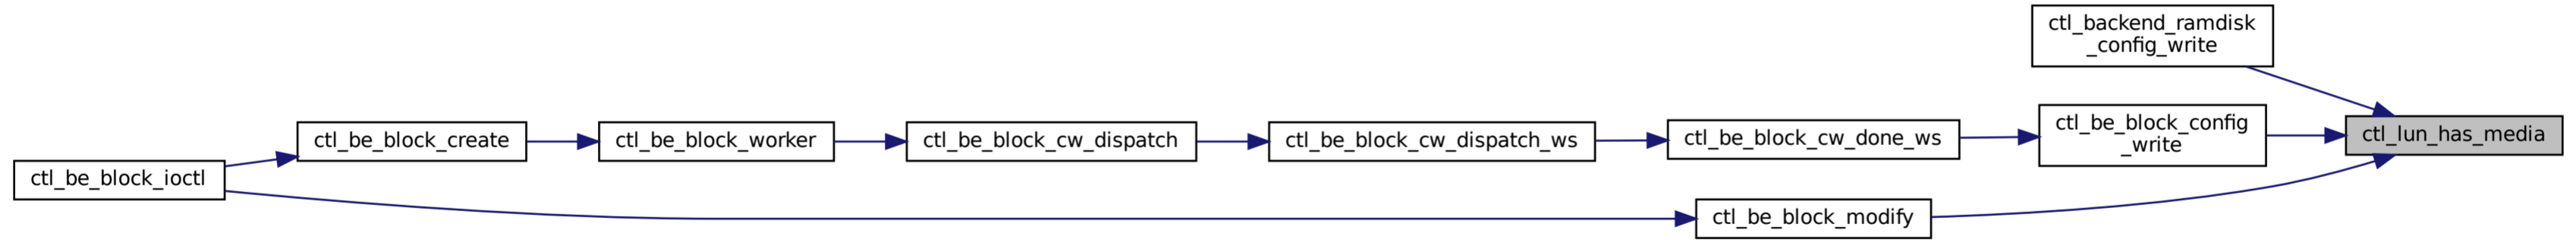 ctl_backend_ramdisk
_config_write
ctl_be_block_create
ctl_be_block_worker
ctl_be_block_cw_dispatch
ctl_be_block_cw_dispatch_ws
ctl_be_block_cw_done_ws
ctl_be_block_config
_write
ctl_lun_has_media
ctl_be_block_ioctl
ctl_be_block_modify